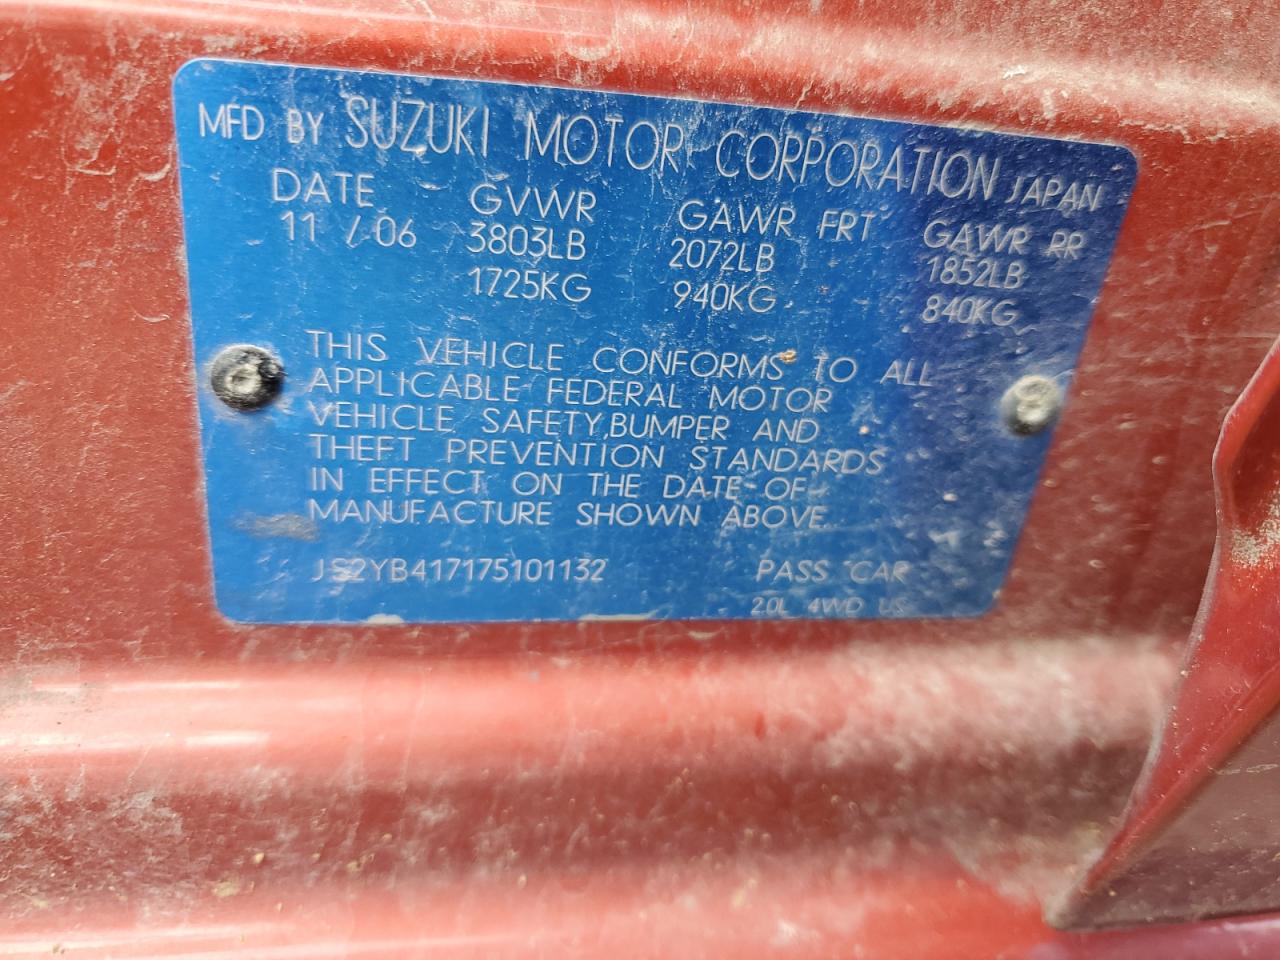 MFD BY SUZUKI MOTOR CORPORATION JAPAN
DATE GVWR GAWR FRT GAWR RR
11 / 06 3803LB 2072LB 1852LB
1725KG 940KG 840KG
THIS VEHICLE CONFORMS TO ALL
APPLICABLE FEDERAL MOTOR
VEHICLE SAFETY,BUMPER AND
THEFT PREVENTION STANDARDS
IN EFFECT ON THE DATE OF
MANUFACTURE SHOWN ABOVE.
JS2YB417175101132 PASS CAR
2.0L 4WD US